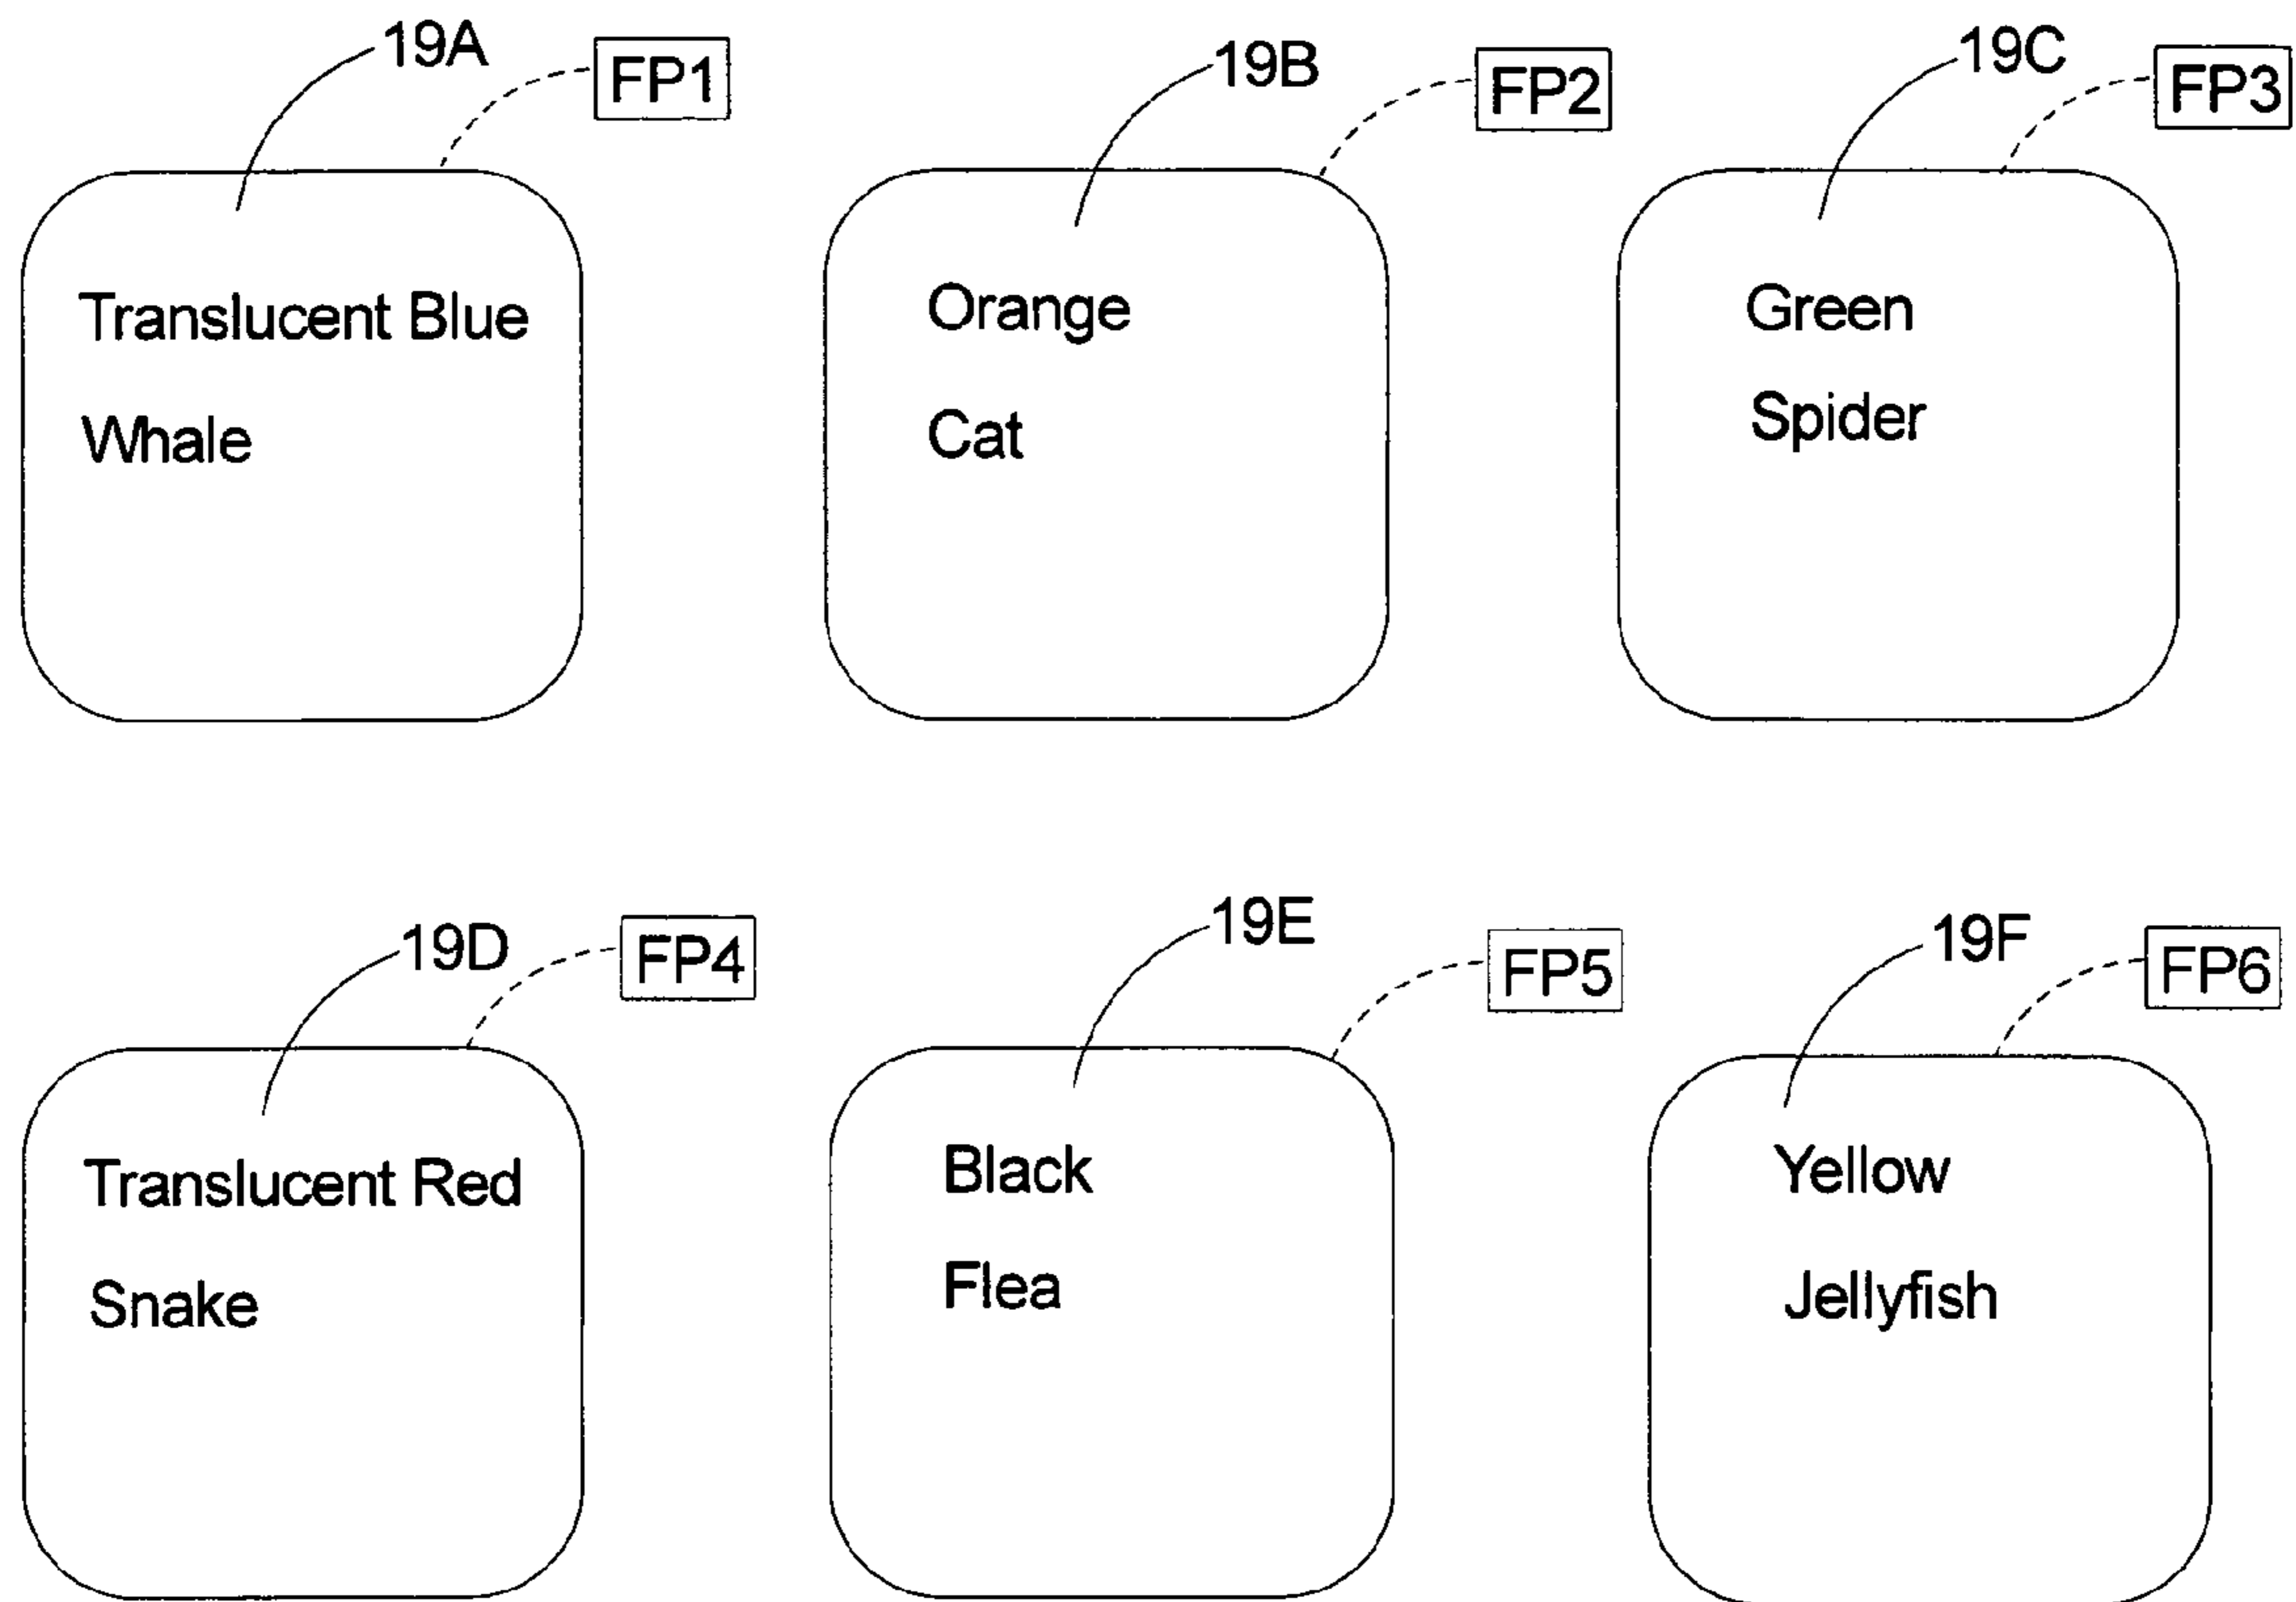 19A
FP1
Translucent Blue
Whale
19B
FP2
Orange
Cat
19C
FP3
Green
Spider
19D
FP4
Translucent Red
Snake
19E
FP5
Black
Flea
19F
FP6
Yellow
Jellyfish